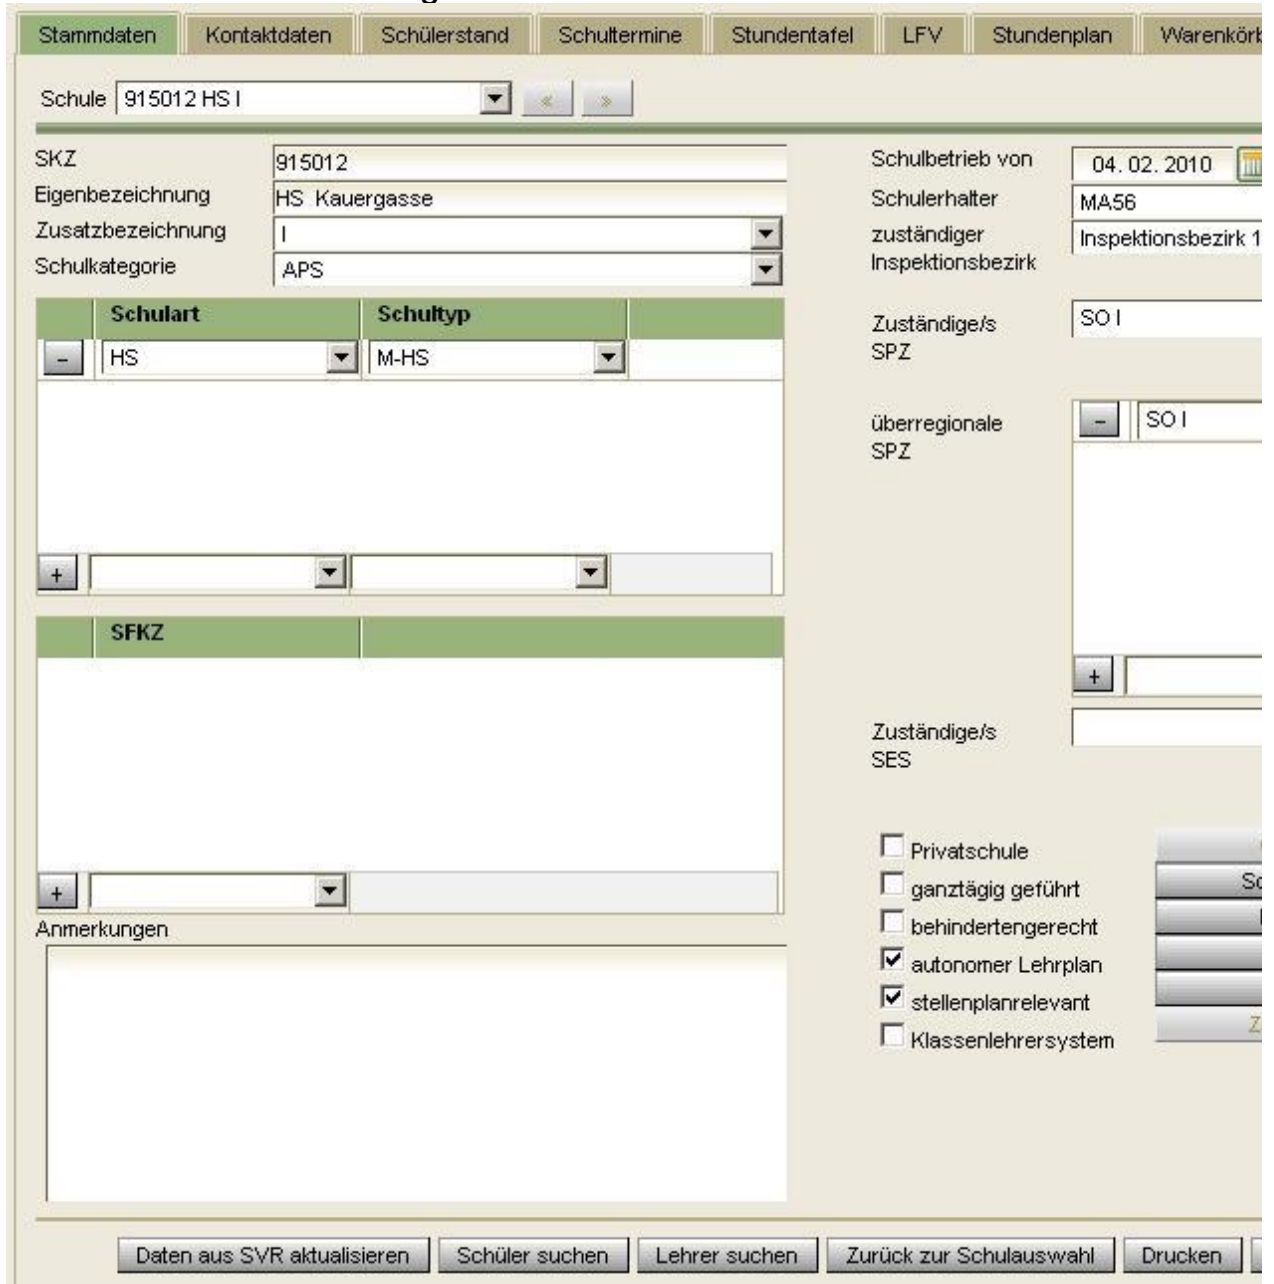 Stammdaten Kontaktdaten Schülerstand Schultermine Stundentafel LFV Stundenplan Warenkörb
Schule 915012 HS I « »
SKZ 915012
Eigenbezeichnung HS Kauergasse
Zusatzbezeichnung I
Schulkategorie APS
Schulart Schultyp
- HS M-HS
+
SFKZ
+
Anmerkungen
Schulbetrieb von 04. 02. 2010
Schulerhalter MA56
zuständiger Inspektionsbezirk 1
Inspektionsbezirk
Zuständige/s SO I
SPZ
überregionale - SO I
SPZ
+
Zuständige/s
SES
Privatschule
ganztägig geführt
behindertengerecht
autonomer Lehrplan
stellenplanrelevant
Klassenlehrersystem
Daten aus SVR aktualisieren Schüler suchen Lehrer suchen Zurück zur Schulauswahl Drucken